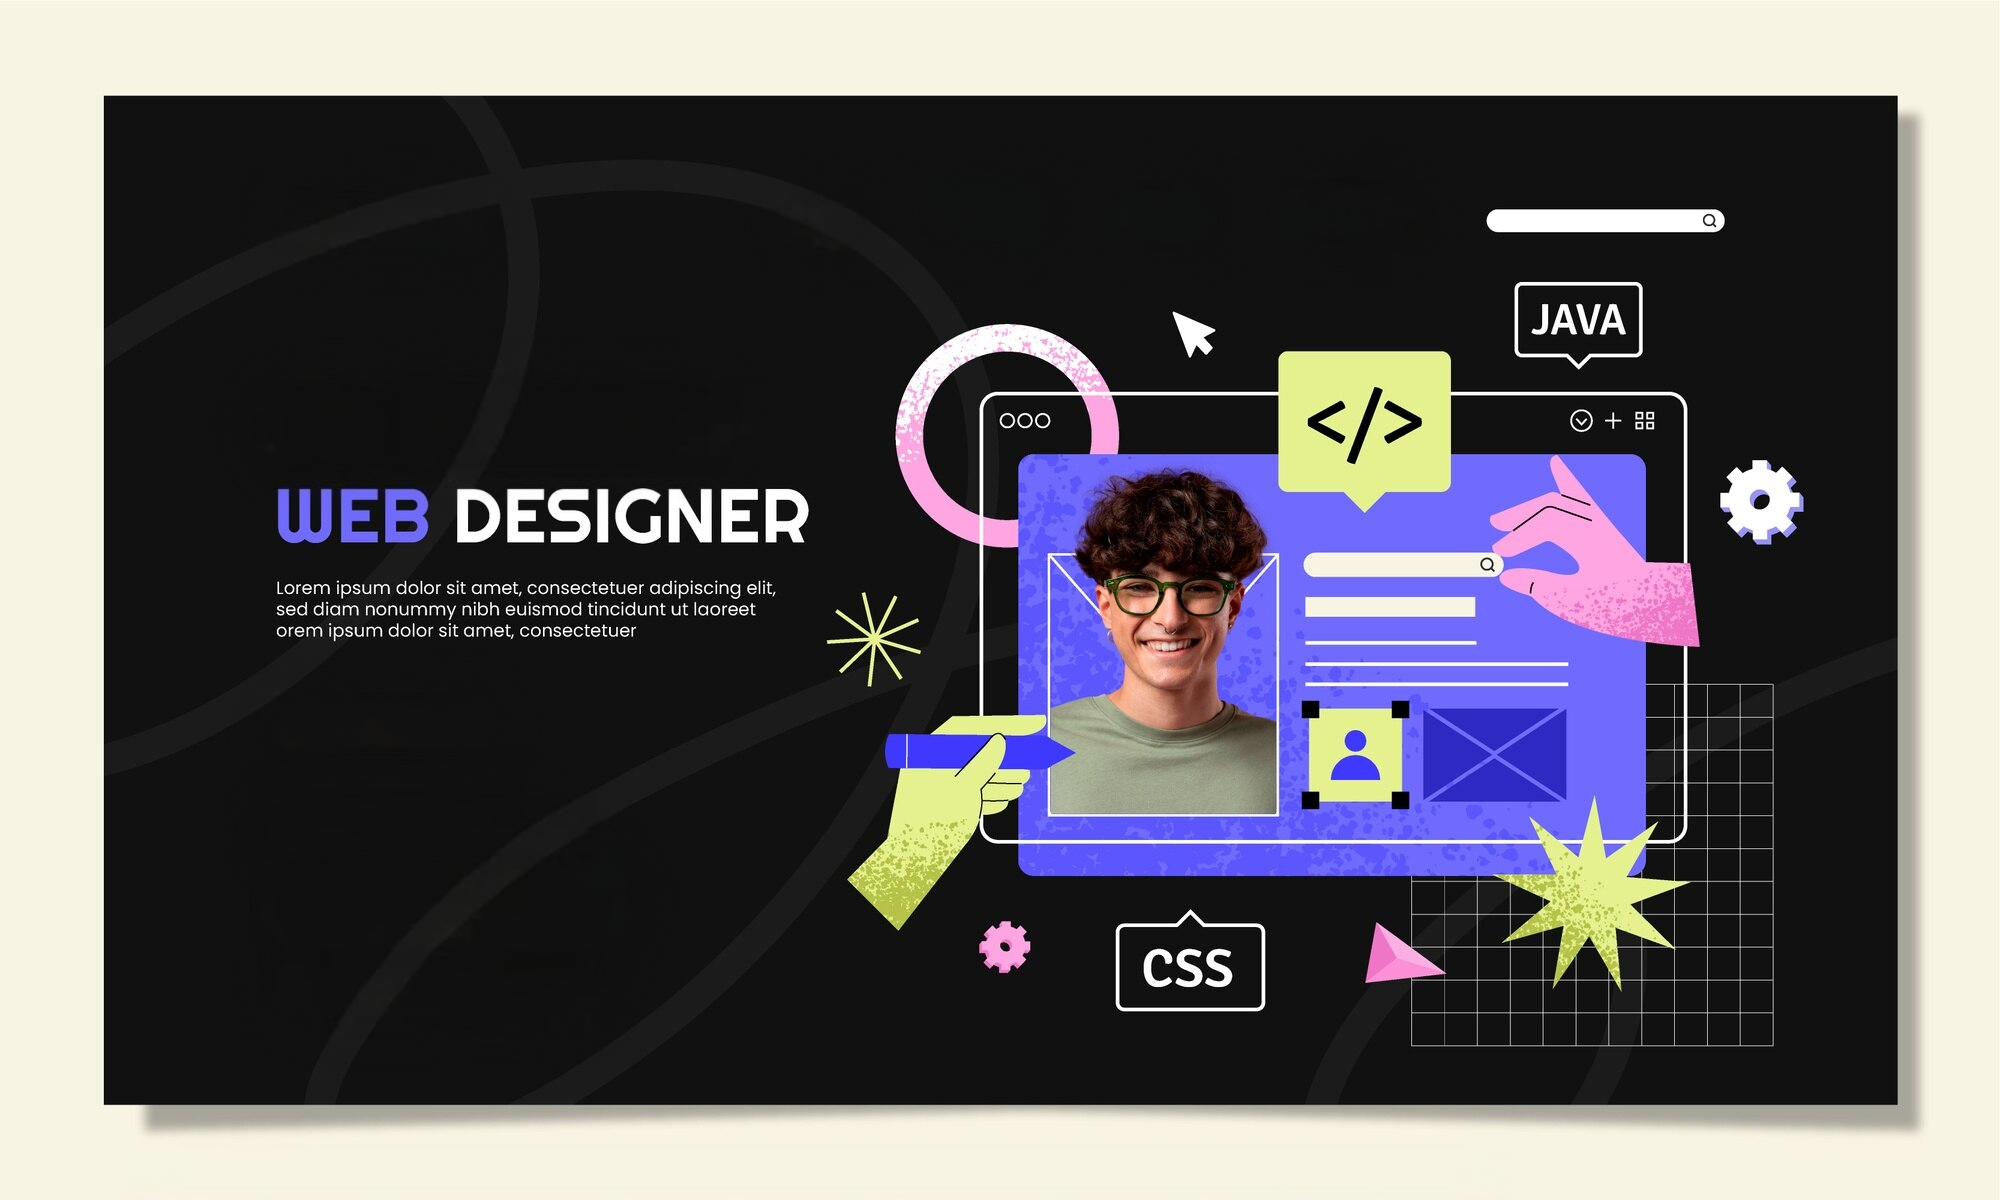 WEB DESIGNER
Lorem ipsum dolor sit amet, consectetuer adipiscing elit,
sed diam nonummy nibh euismod tincidunt ut laoreet
orem ipsum dolor sit amet, consectetuer
JAVA
</>
CSS